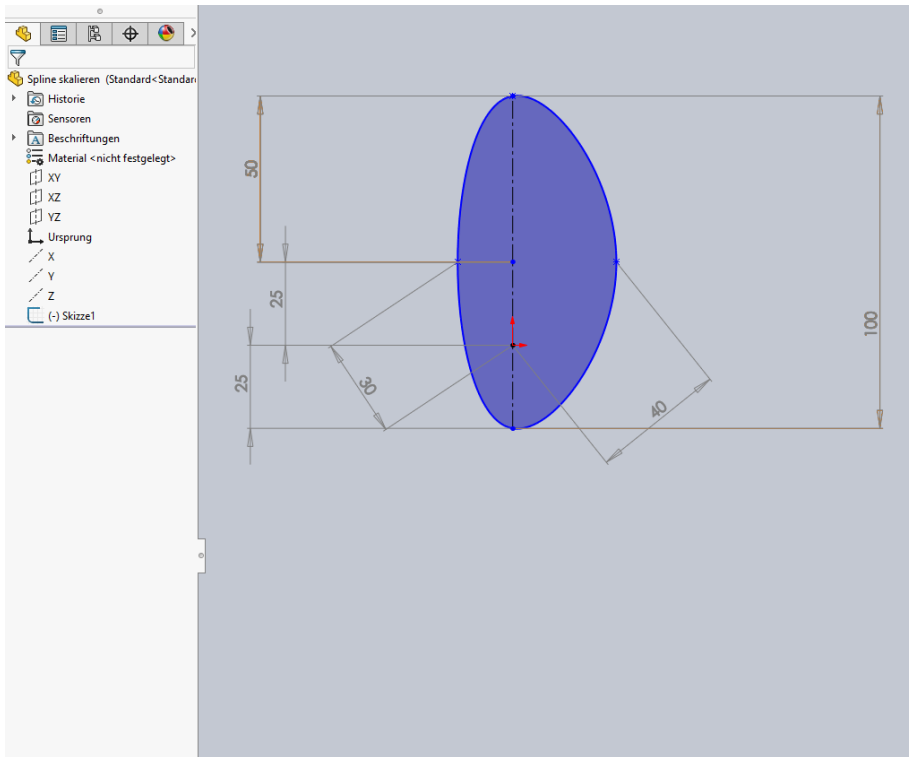 Spline skalieren (Standard<Standard
Historie
Sensoren
Beschriftungen
Material <nicht festgelegt>
XY
XZ
YZ
Ursprung
X
Y
Z
(-) Skizze1
50
25
25
30
40
100